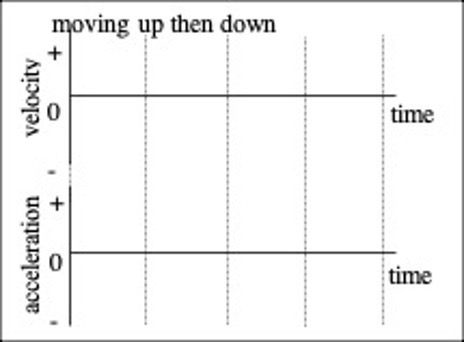 moving up then down
+
velocity
0
time
-
+
acceleration
0
time
-